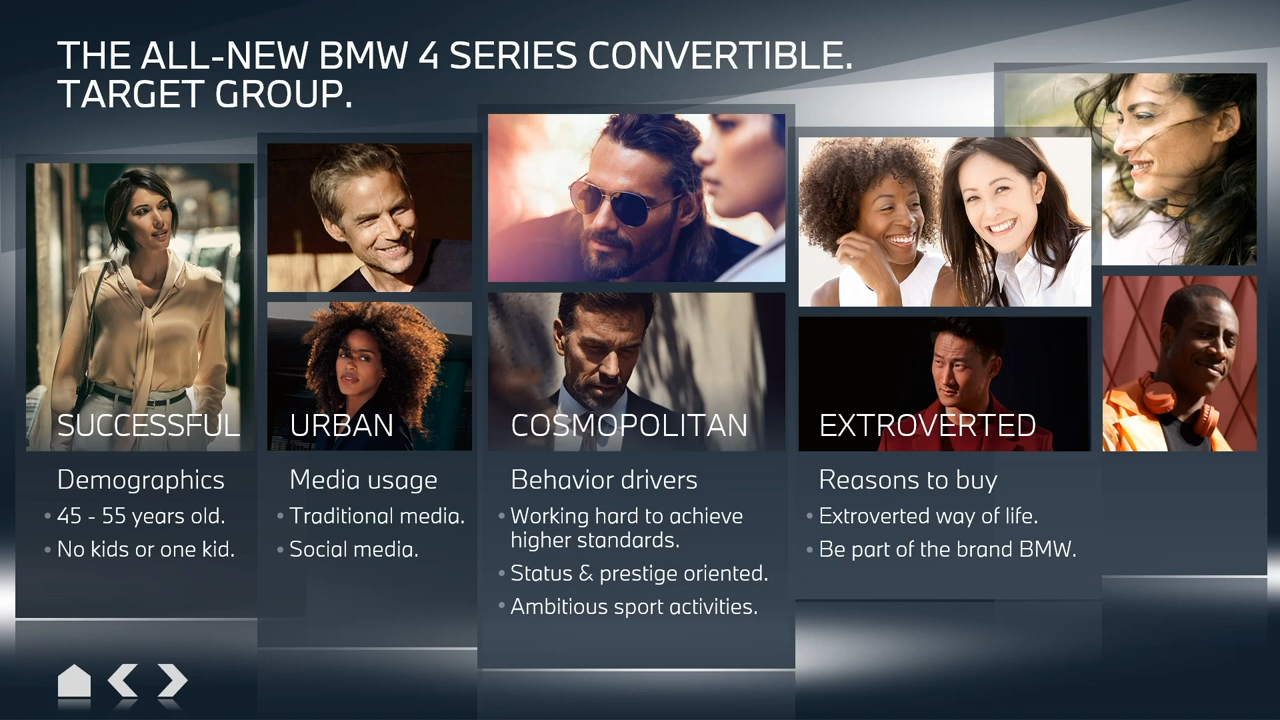 THE ALL-NEW BMW 4 SERIES CONVERTIBLE.
TARGET GROUP.
SUCCESSFUL
Demographics
• 45 - 55 years old.
• No kids or one kid.
URBAN
Media usage
• Traditional media.
• Social media.
COSMOPOLITAN
Behavior drivers
• Working hard to achieve
higher standards.
• Status & prestige oriented.
• Ambitious sport activities.
EXTROVERTED
Reasons to buy
• Extroverted way of life.
• Be part of the brand BMW.